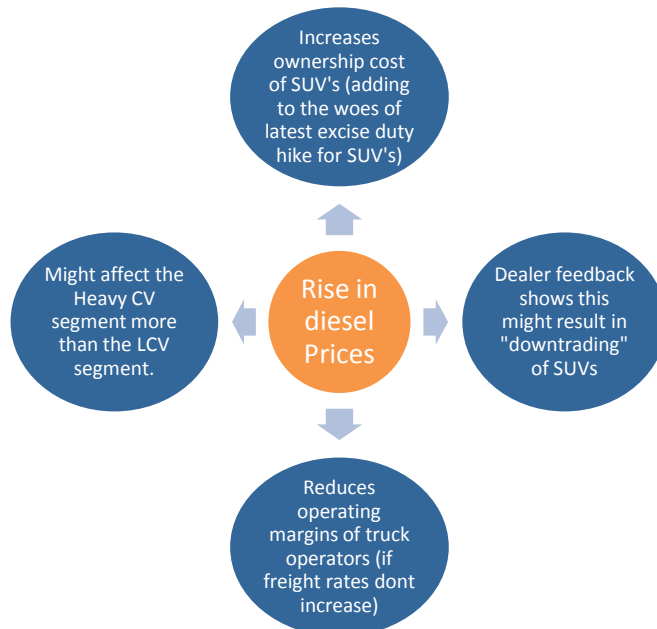 Increases
ownership cost
of SUV's (adding
to the woes of
latest excise duty
hike for SUV's)
Might affect the
Heavy CV
segment more
than the LCV
segment.
Rise in
diesel
Prices
Dealer feedback
shows this
might result in
"downtrading"
of SUVs
Reduces
operating
margins of truck
operators (if
freight rates dont
increase)